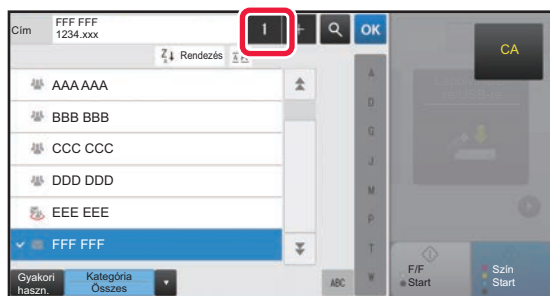 Cím
FFF FFF
1234.xxx
1
+
OK
CA
Rendezés
AAA AAA
BBB BBB
CCC CCC
DDD DDD
EEE EEE
FFF FFF
A
D
G
J
M
P
T
W
Gyakori
haszn.
Kategória
Összes
ABC
F/F
Start
Szín
Start